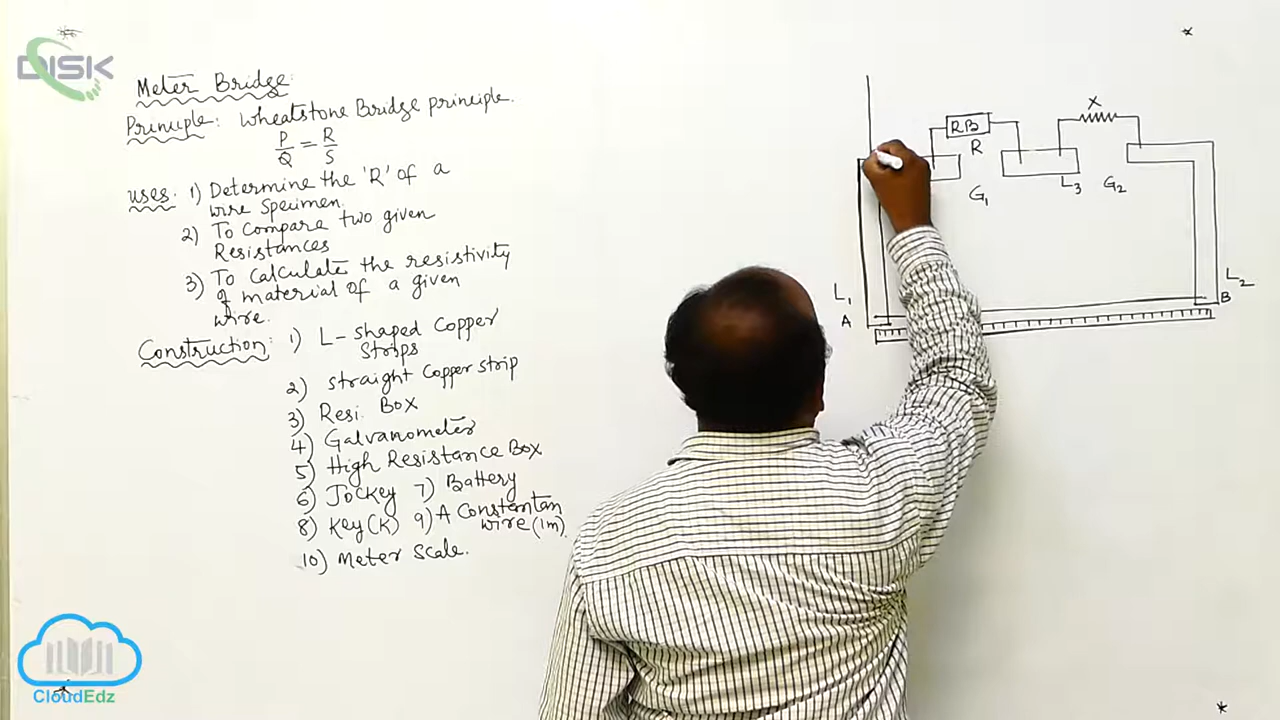 DISK
Meter Bridge:
Principle: Wheatstone Bridge principle.
P/Q = R/S
uses: 1) Determine the 'R' of a
wire specimen.
2) To compare two given
Resistances
3) To calculate the resistivity
of material of a given
wire.
Construction: 1) L-shaped Copper
Strips
2) straight Copper strip
3) Resi. Box
4) Galvanometer
5) High Resistance Box
6) Jockey 7) Battery
8) Key(K) 9) A Constantan
wire (1m)
10) Meter Scale.
RB
R
X
G1
L3
G2
L1
A
L2
B
CloudEdz